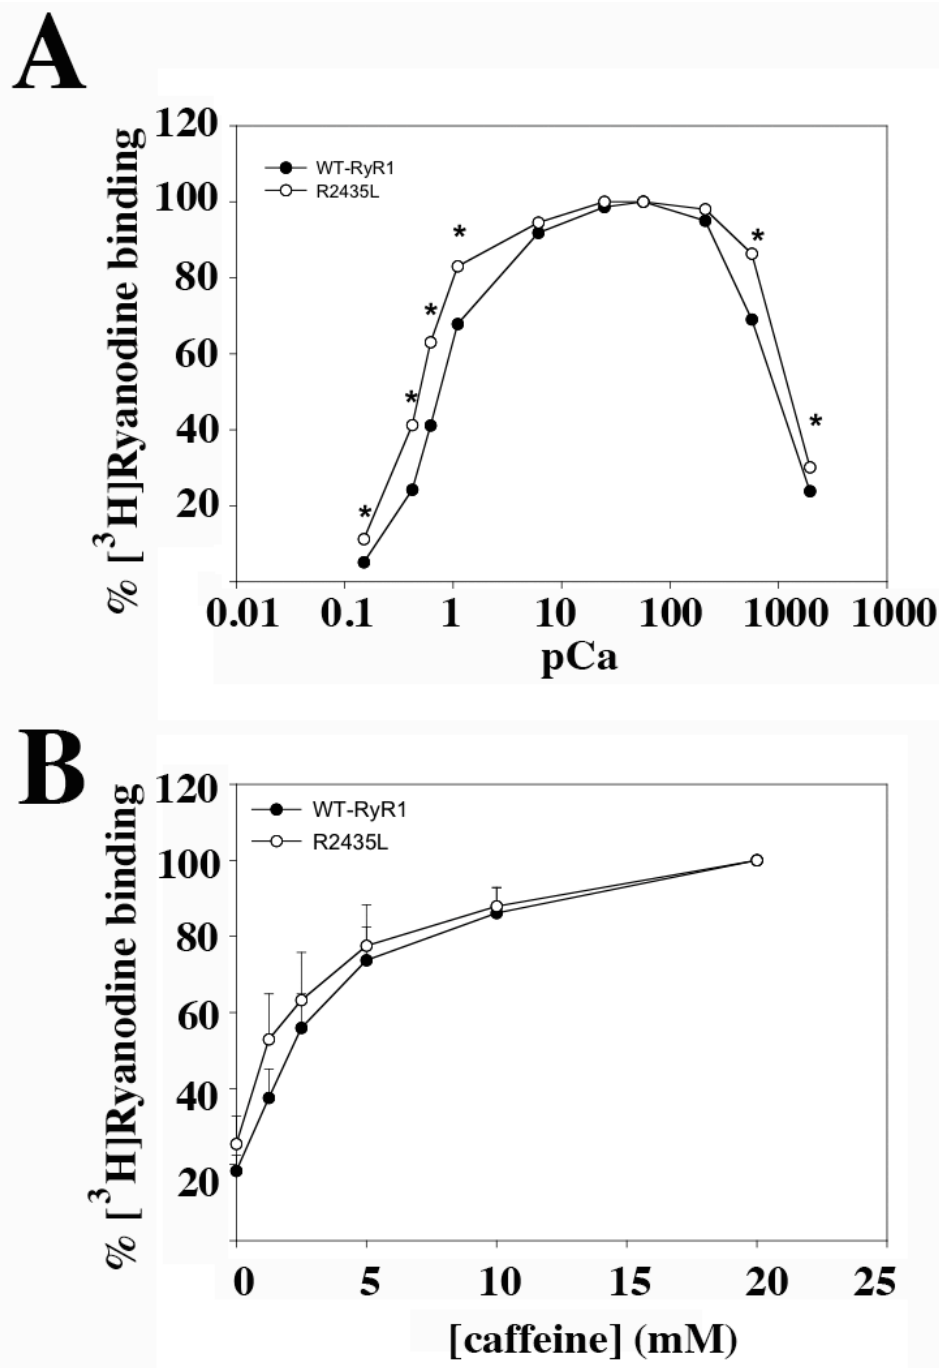 A
% [³H]Ryanodine binding
120
100
80
60
40
20
WT-RyR1
R2435L
*
*
*
*
*
*
0.01 0.1 1 10 100 1000 1000
pCa
B
% [³H]Ryanodine binding
120
100
80
60
40
20
WT-RyR1
R2435L
0 5 10 15 20 25
[caffeine] (mM)